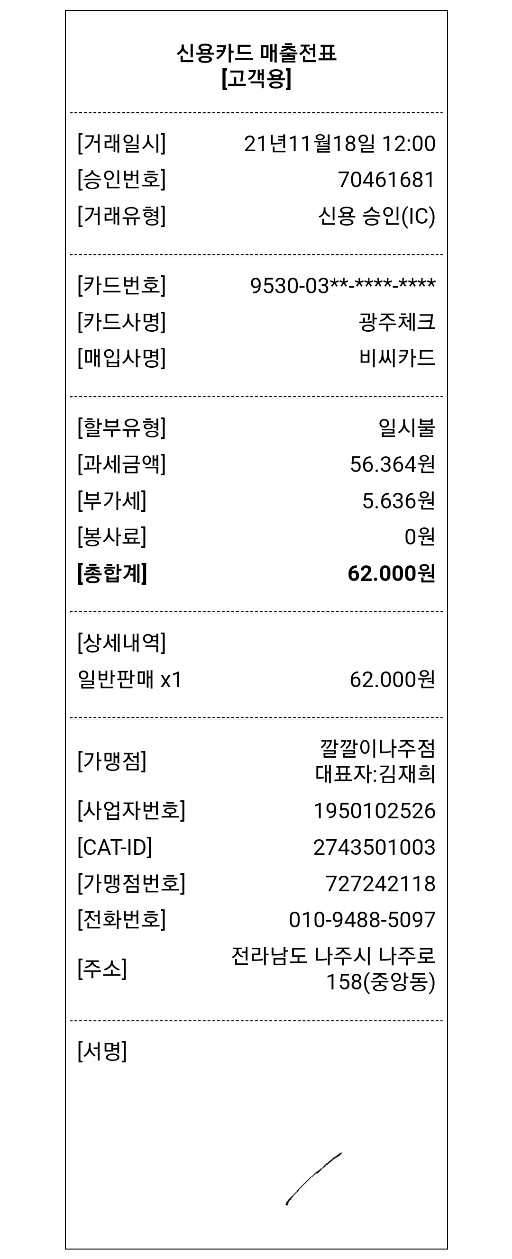 신용카드 매출전표
[고객용]
[거래일시] 21년11월18일 12:00
[승인번호] 70461681
[거래유형] 신용 승인(IC)
[카드번호] 9530-03**-****-****
[카드사명] 광주체크
[매입사명] 비씨카드
[할부유형] 일시불
[과세금액] 56.364원
[부가세] 5.636원
[봉사료] 0원
[총합계] 62.000원
[상세내역]
일반판매 x1 62.000원
[가맹점] 깔깔이나주점
대표자:김재희
[사업자번호] 1950102526
[CAT-ID] 2743501003
[가맹점번호] 727242118
[전화번호] 010-9488-5097
[주소] 전라남도 나주시 나주로
158(중앙동)
[서명]